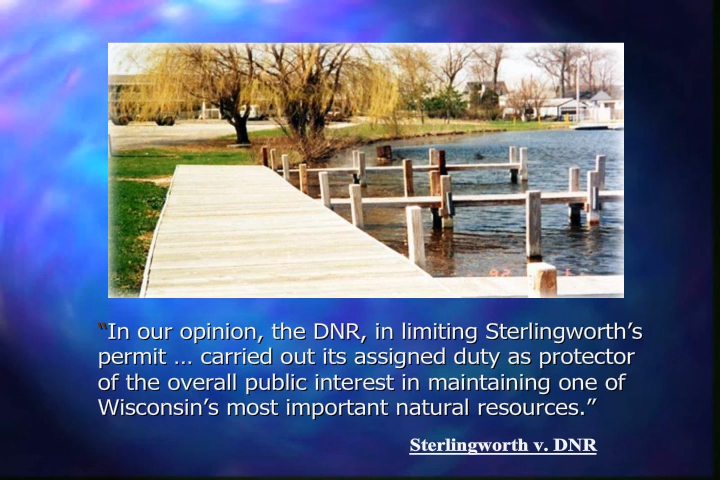 “In our opinion, the DNR, in limiting Sterlingworth’s
permit … carried out its assigned duty as protector
of the overall public interest in maintaining one of
Wisconsin’s most important natural resources.”
Sterlingworth v. DNR